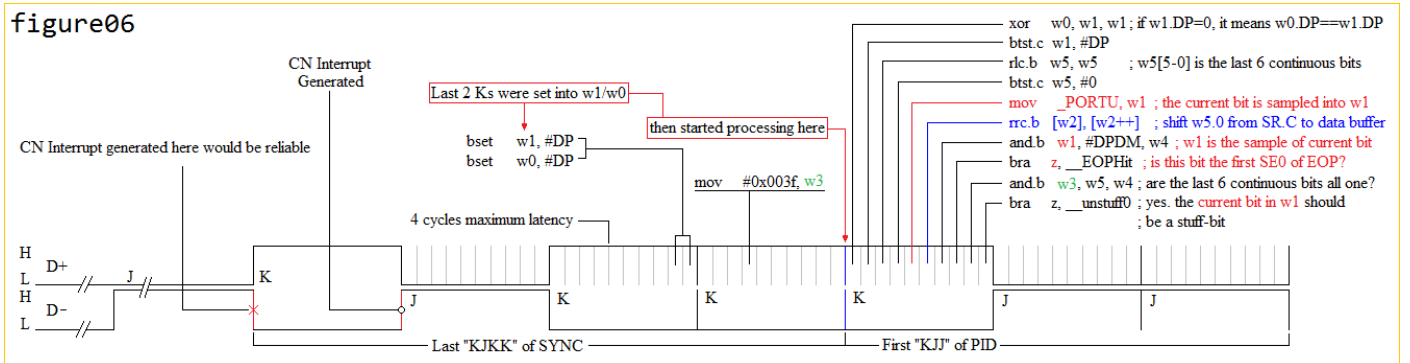 figure06
CN Interrupt
Generated
CN Interrupt generated here would be reliable
Last 2 Ks were set into w1/w0
then started processing here
bset w1, #DP
bset w0, #DP
mov #0x003f, w3
4 cycles maximum latency
xor w0, w1, w1 ; if w1.DP=0, it means w0.DP==w1.DP
btst.c w1, #DP
rlc.b w5, w5 ; w5[5-0] is the last 6 continuous bits
btst.c w5, #0
mov _PORTU, w1 ; the current bit is sampled into w1
rrc.b [w2], [w2++] ; shift w5.0 from SR.C to data buffer
and.b w1, #DPDM, w4 ; w1 is the sample of current bit
bra z, __EOPHit ; is this bit the first SE0 of EOP?
and.b w3, w5, w4 ; are the last 6 continuous bits all one?
bra z, __unstuff0 ; yes. the current bit in w1 should
; be a stuff-bit
H
L
D+
J
K
H
L
D−
J
K
K
K
J
J
Last "KJKK" of SYNC
First "KJJ" of PID